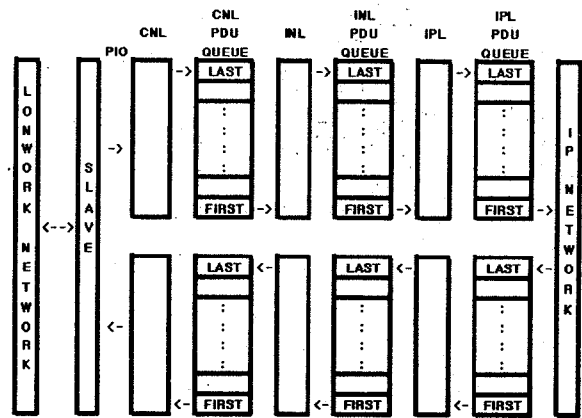 CNL INL IPL
CNL PDU INL PDU IPL PDU
PIO QUEUE QUEUE QUEUE
LONWORK NETWORK
SLAVE
IP NETWORK
-> LAST -> LAST -> LAST
->
<-->
FIRST -> FIRST -> FIRST ->
LAST <- LAST <- LAST <-
<-
<- FIRST <- FIRST <- FIRST